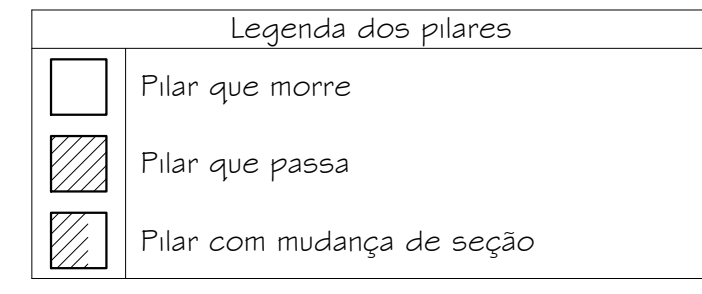 Legenda dos pilares
Pilar que morre
Pilar que passa
Pilar com mudança de seção